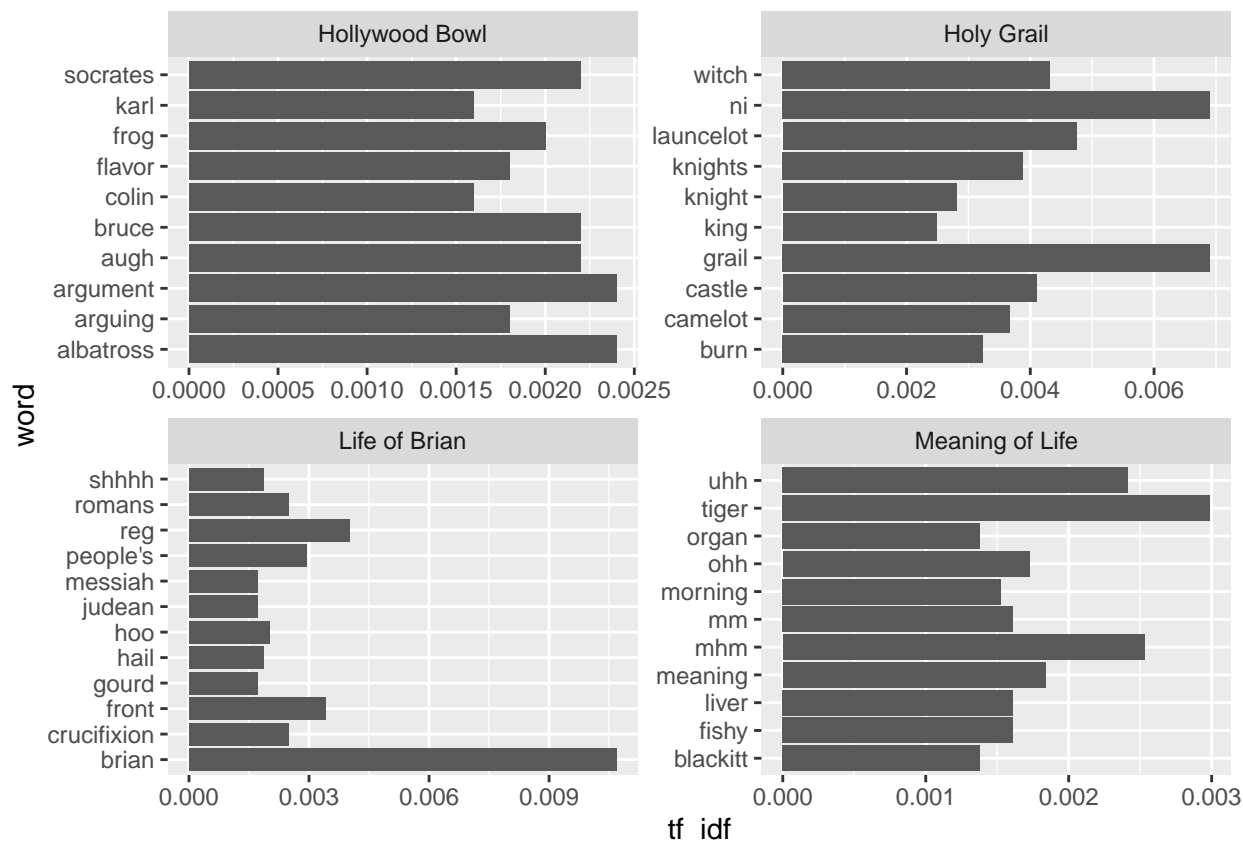 Hollywood Bowl
socrates
karl
frog
flavor
colin
bruce
augh
argument
arguing
albatross
0.0000 0.0005 0.0010 0.0015 0.0020 0.0025
Holy Grail
witch
ni
launcelot
knights
knight
king
grail
castle
camelot
burn
0.000 0.002 0.004 0.006
word
Life of Brian
shhhh
romans
reg
people's
messiah
judean
hoo
hail
gourd
front
crucifixion
brian
0.000 0.003 0.006 0.009
Meaning of Life
uhh
tiger
organ
ohh
morning
mm
mhm
meaning
liver
fishy
blackitt
0.000 0.001 0.002 0.003
tf_idf